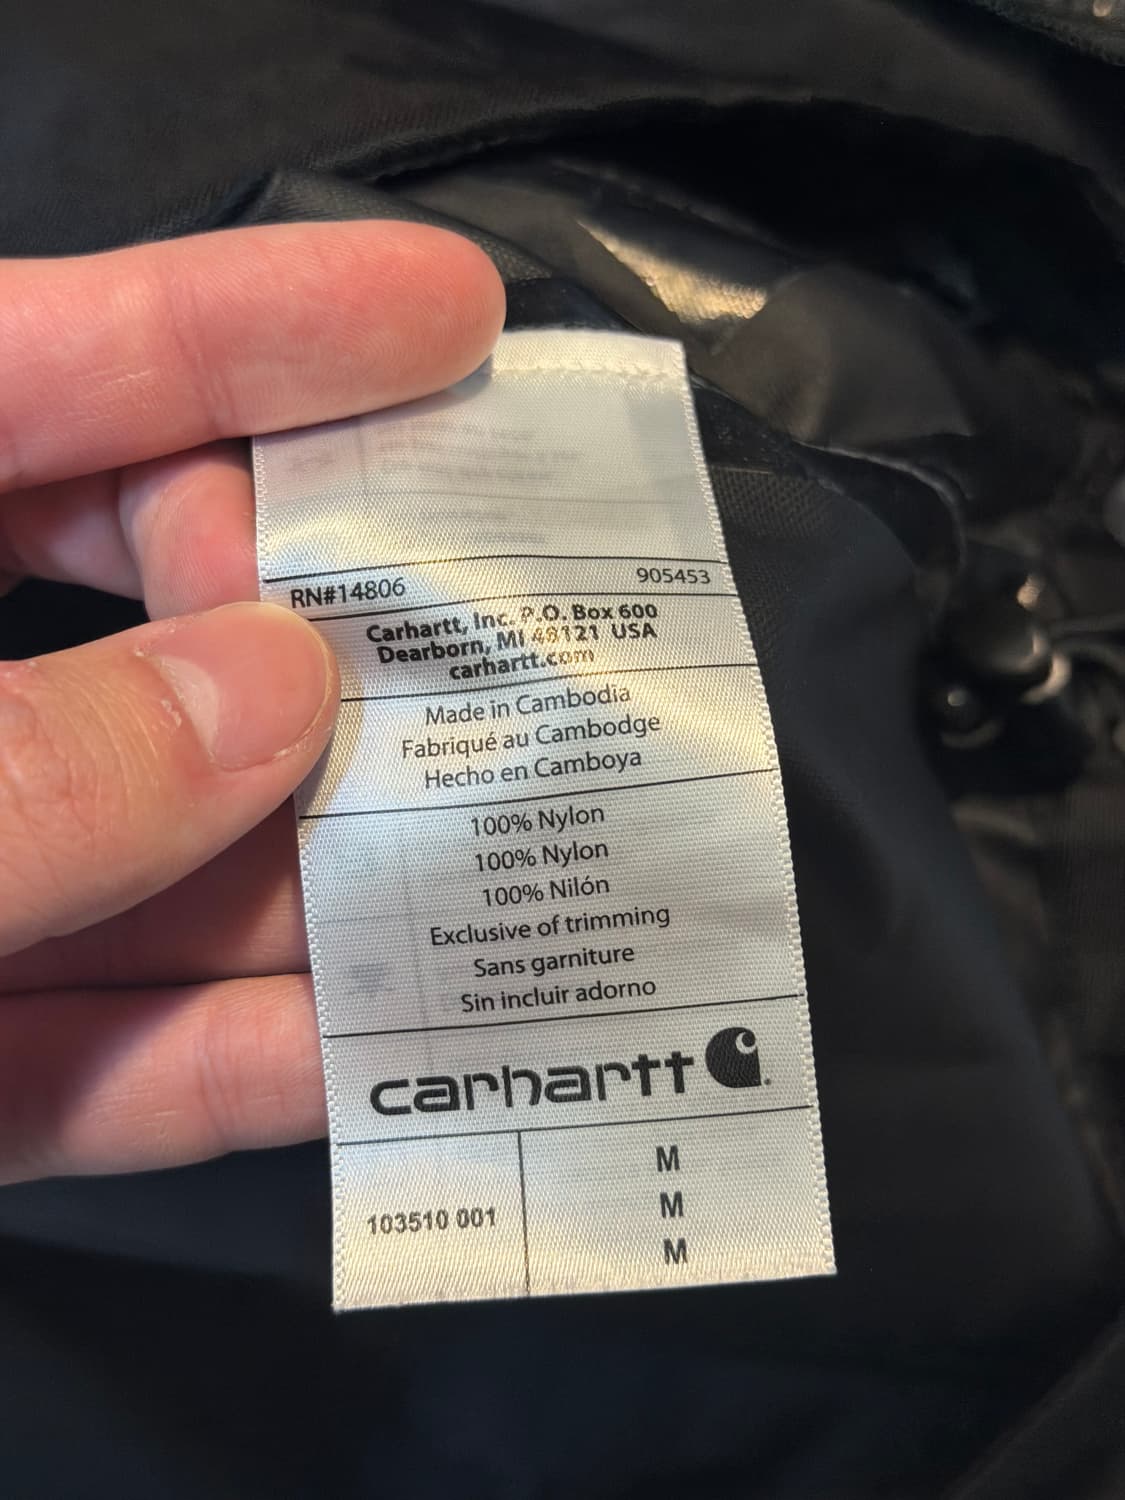 RN#14806 905453
Carhartt, Inc. P.O. Box 600
Dearborn, MI 48121 USA
carhartt.com
Made in Cambodia
Fabriqué au Cambodge
Hecho en Camboya
100% Nylon
100% Nylon
100% Nilón
Exclusive of trimming
Sans garniture
Sin incluir adorno
carhartt
M
M
103510 001
M